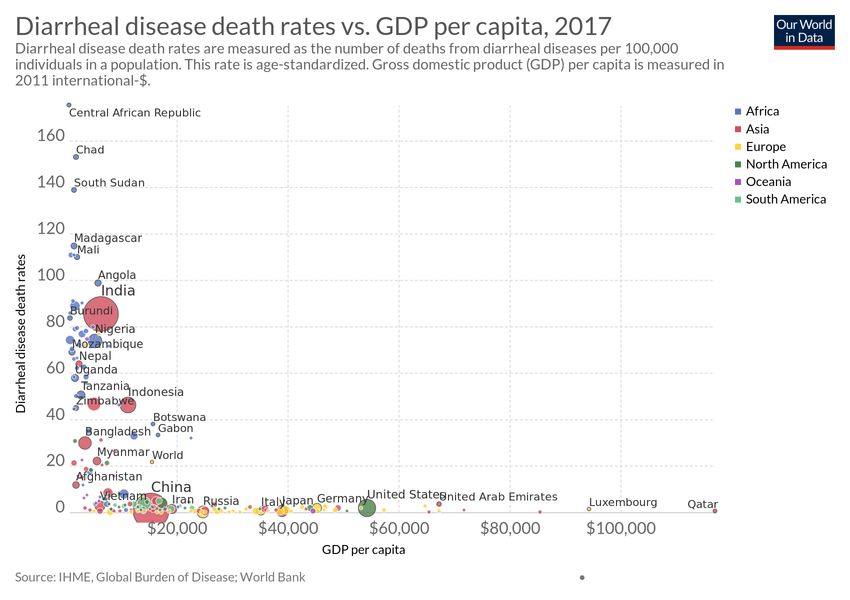 Diarrheal disease death rates vs. GDP per capita, 2017
Our World
in Data
Diarrheal disease death rates are measured as the number of deaths from diarrheal diseases per 100,000
individuals in a population. This rate is age-standardized. Gross domestic product (GDP) per capita is measured in
2011 international-$.
Central African Republic
Africa
Asia
Europe
North America
Oceania
South America
160
Chad
140
South Sudan
120
Madagascar
Mali
100
Angola
India
Burundi
80
Nigeria
Mozambique
Nepal
60
Uganda
Tanzania
Indonesia
Zimbabwe
40
Botswana
Gabon
Bangladesh
Myanmar
World
20
Afghanistan
China
Vietnam
Iran
Russia
Italy
Japan
Germany
United States
United Arab Emirates
Luxembourg
Qatar
0
$20,000
$40,000
$60,000
$80,000
$100,000
Diarrheal disease death rates
GDP per capita
Source: IHME, Global Burden of Disease; World Bank